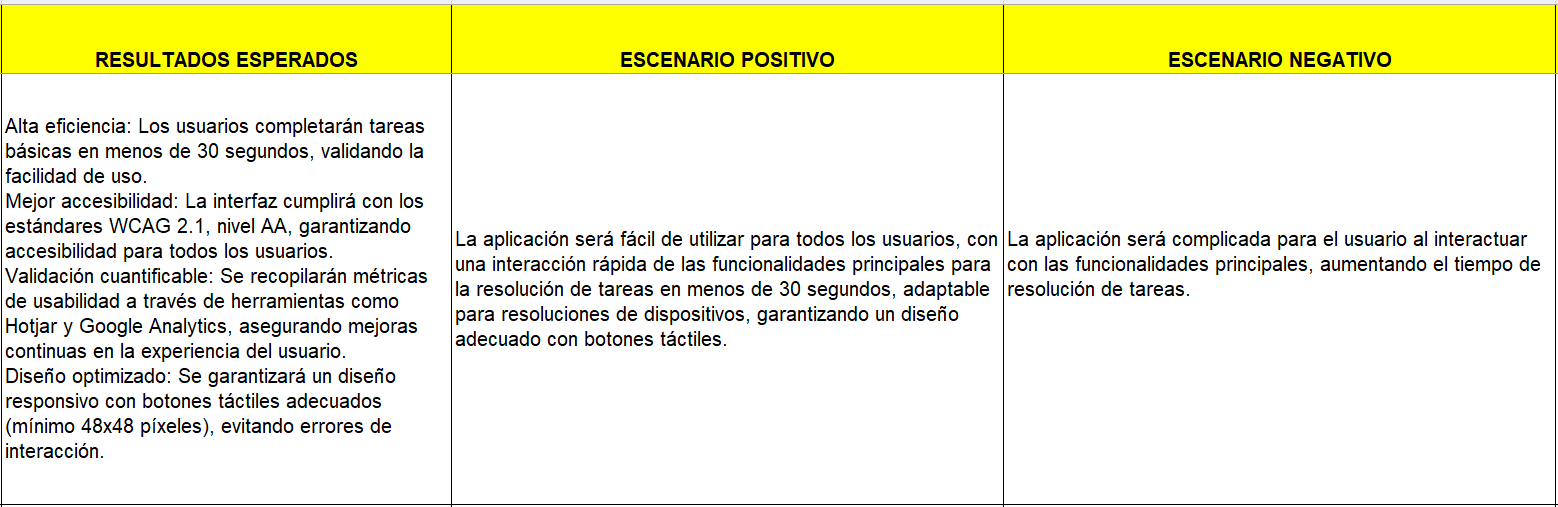 RESULTADOS ESPERADOS
ESCENARIO POSITIVO
ESCENARIO NEGATIVO
Alta eficiencia: Los usuarios completarán tareas
básicas en menos de 30 segundos, validando la
facilidad de uso.
Mejor accesibilidad: La interfaz cumplirá con los
estándares WCAG 2.1, nivel AA, garantizando
accesibilidad para todos los usuarios.
Validación cuantificable: Se recopilarán métricas
de usabilidad a través de herramientas como
Hotjar y Google Analytics, asegurando mejoras
continuas en la experiencia del usuario.
Diseño optimizado: Se garantizará un diseño
responsivo con botones táctiles adecuados
(mínimo 48x48 píxeles), evitando errores de
interacción.
La aplicación será fácil de utilizar para todos los usuarios, con
una interacción rápida de las funcionalidades principales para
la resolución de tareas en menos de 30 segundos, adaptable
para resoluciones de dispositivos, garantizando un diseño
adecuado con botones táctiles.
La aplicación será complicada para el usuario al interactuar
con las funcionalidades principales, aumentando el tiempo de
resolución de tareas.